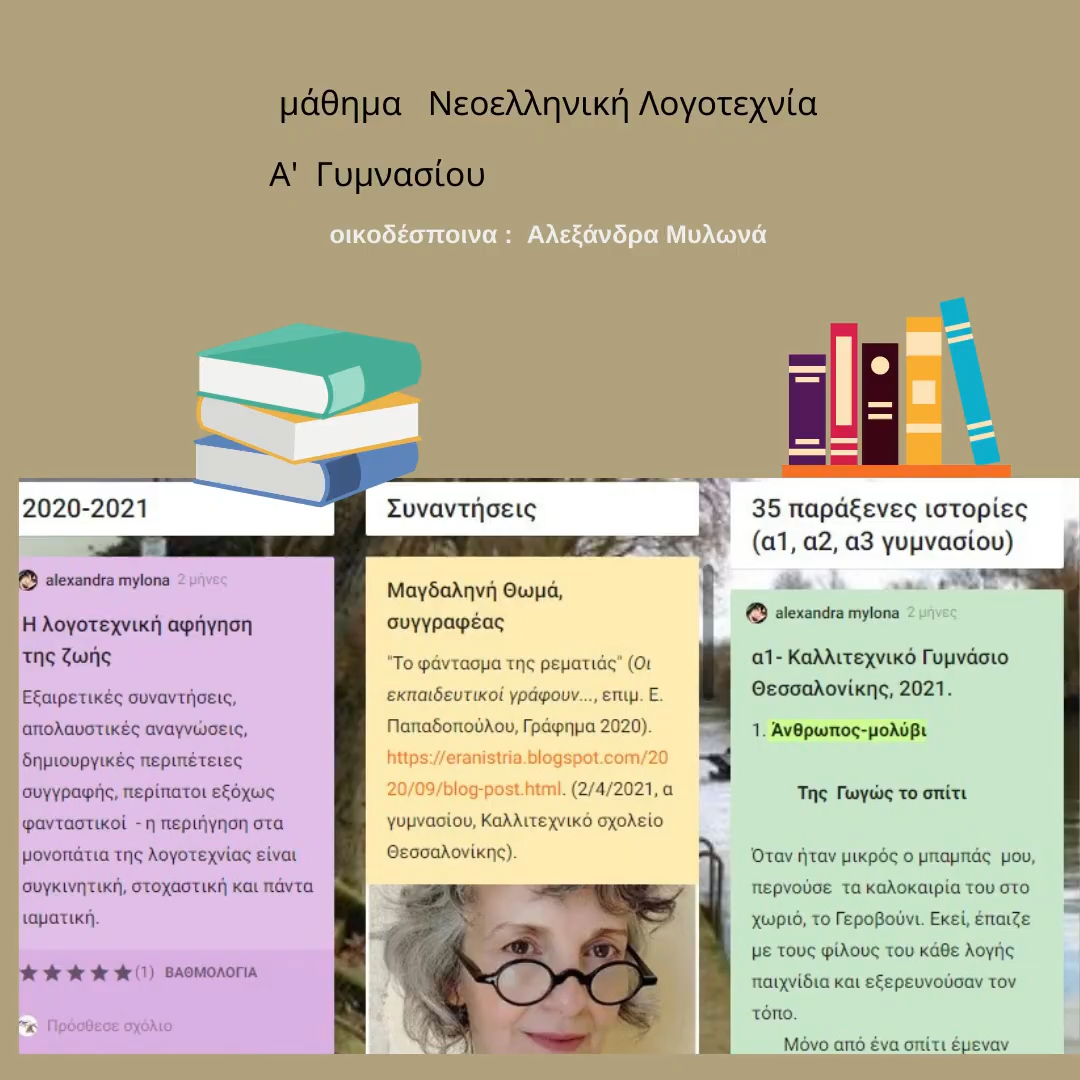 μάθημα Νεοελληνική Λογοτεχνία
Α' Γυμνασίου
οικοδέσποινα : Αλεξάνδρα Μυλωνά
2020-2021
alexandra mylona 2 μήνες
Η λογοτεχνική αφήγηση
της ζωής
Εξαιρετικές συναντήσεις,
απολαυστικές αναγνώσεις,
δημιουργικές περιπέτειες
συγγραφής, περίπατοι εξόχως
φανταστικοί - η περιήγηση στα
μονοπάτια της λογοτεχνίας είναι
συγκινητική, στοχαστική και πάντα
ιαματική.
★★★★★(1) ΒΑΘΜΟΛΟΓΙΑ
Πρόσθεσε σχόλιο
Συναντήσεις
Μαγδαληνή Θωμά,
συγγραφέας
"Το φάντασμα της ρεματιάς" (Οι
εκπαιδευτικοί γράφουν..., επιμ. Ε.
Παπαδοπούλου, Γράφημα 2020).
https://eranistria.blogspot.com/20
20/09/blog-post.html. (2/4/2021, α
γυμνασίου, Καλλιτεχνικό σχολείο
Θεσσαλονίκης).
35 παράξενες ιστορίες
(α1, α2, α3 γυμνασίου)
alexandra mylona 2 μήνες
α1- Καλλιτεχνικό Γυμνάσιο
Θεσσαλονίκης, 2021.
1. Άνθρωπος-μολύβι
Της Γωγώς το σπίτι
Όταν ήταν μικρός ο μπαμπάς μου,
περνούσε τα καλοκαιρία του στο
χωριό, το Γεροβούνι. Εκεί, έπαιζε
με τους φίλους του κάθε λογής
παιχνίδια και εξερευνούσαν τον
τόπο.
Μόνο από ένα σπίτι έμεναν